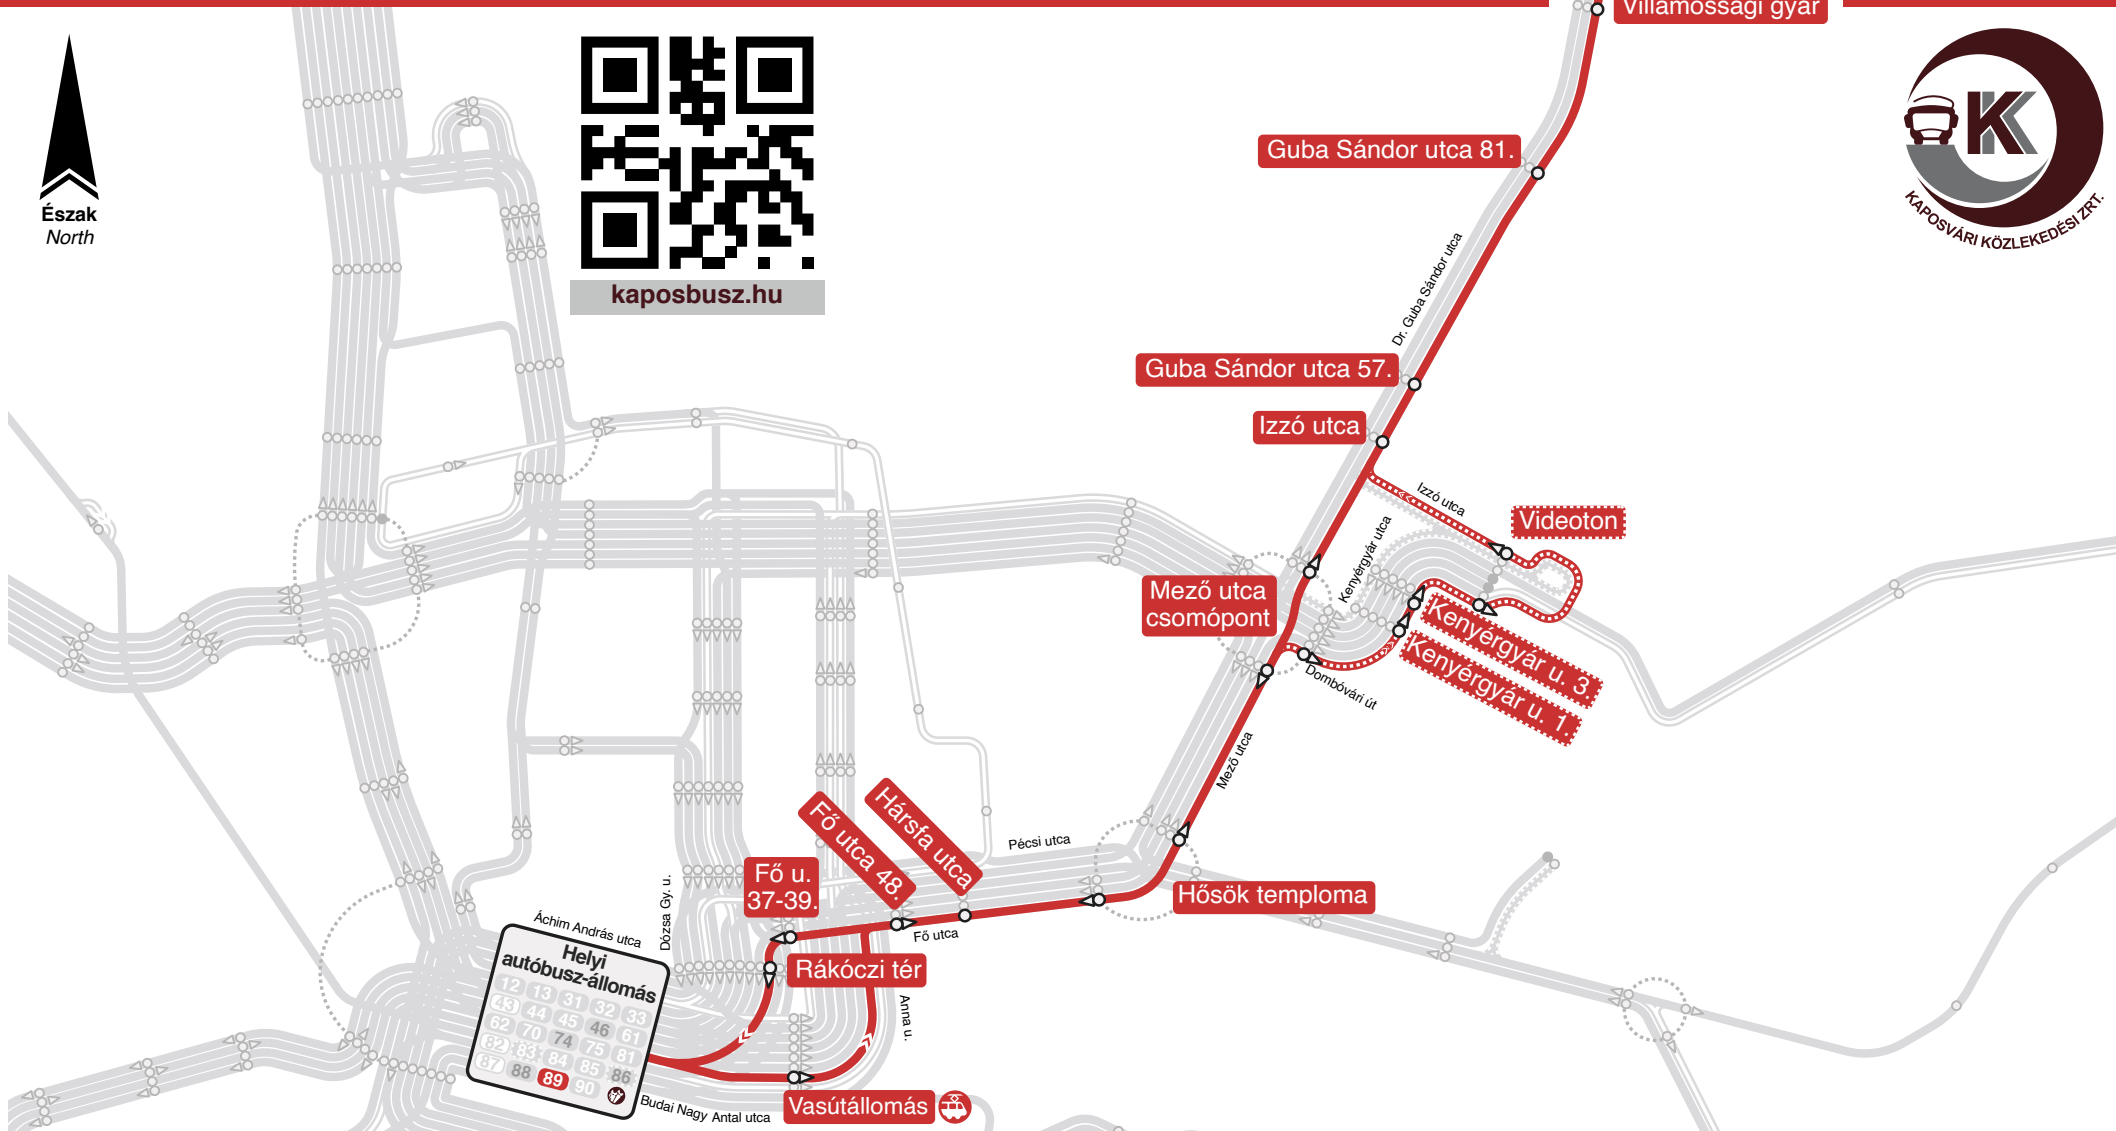 Villamossági gyár
Észak
North
kaposbusz.hu
KAPOSVÁRI KÖZLEKEDÉSI ZRT.
Guba Sándor utca 81.
Dr. Guba Sándor utca
Guba Sándor utca 57.
Izzó utca
Izzó utca
Videoton
Kenyérgyár utca
Mező utca
csomópont
Kenyérgyár u. 3.
Kenyérgyár u. 1.
Dombóvári út
Mező utca
Hársfa utca
Fő utca 48.
Pécsi utca
Fő u.
37-39.
Hősök temploma
Dózsa Gy. u.
Áchim András utca
Fő utca
Rákóczi tér
Anna u.
Helyi
autóbusz-állomás
12 13 31 32 33
43 44 45 46 61
62 70 74 75 81
82 83 84 85 86
87 88 89 90
Budai Nagy Antal utca
Vasútállomás